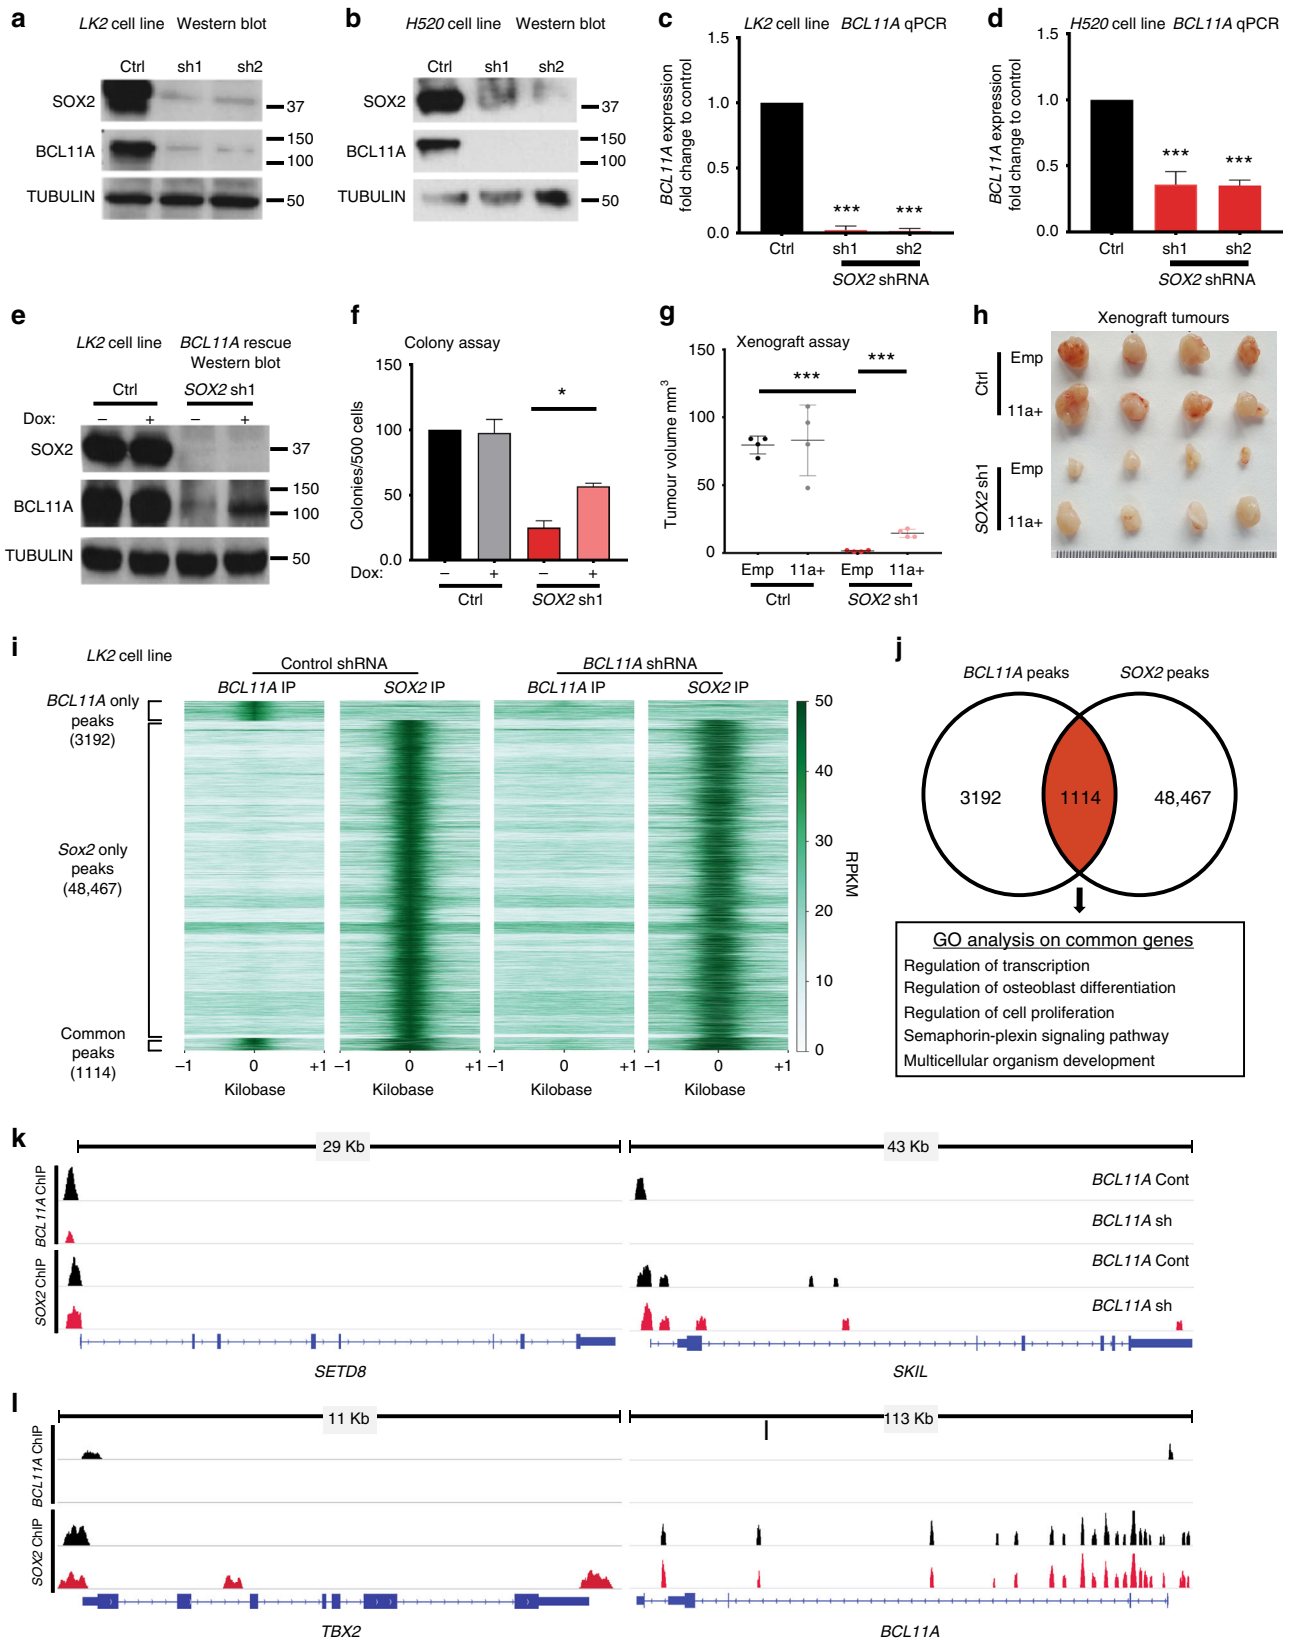 a
LK2 cell line Western blot
Ctrl sh1 sh2
SOX2
37
BCL11A
150
100
TUBULIN
50
b
H520 cell line Western blot
Ctrl sh1 sh2
SOX2
37
BCL11A
150
100
TUBULIN
50
c
LK2 cell line BCL11A qPCR
BCL11A expression
fold change to control
1.5
1.0
0.5
0.0
*** ***
Ctrl sh1 sh2
SOX2 shRNA
d
H520 cell line BCL11A qPCR
BCL11A expression
fold change to control
1.5
1.0
0.5
0.0
*** ***
Ctrl sh1 sh2
SOX2 shRNA
e
LK2 cell line BCL11A rescue
Western blot
Ctrl SOX2 sh1
Dox: – + – +
SOX2
37
BCL11A
150
100
TUBULIN
50
f
Colony assay
Colonies/500 cells
150
100
50
0.0
*
Dox: – + – +
Ctrl SOX2 sh1
g
Xenograft assay
Tumour volume mm3
150
100
50
0
*** ***
Emp 11a+ Emp 11a+
Ctrl SOX2 sh1
h
Xenograft tumours
Ctrl
Emp
11a+
SOX2 sh1
Emp
11a+
i
LK2 cell line
Control shRNA BCL11A shRNA
BCL11A IP SOX2 IP BCL11A IP SOX2 IP
BCL11A only
peaks
(3192)
Sox2 only
peaks
(48,467)
Common
peaks
(1114)
–1 0 +1 –1 0 +1 –1 0 +1 –1 0 +1
Kilobase Kilobase Kilobase Kilobase
50
40
30
20
10
0
RPKM
j
BCL11A peaks SOX2 peaks
3192 1114 48,467
GO analysis on common genes
Regulation of transcription
Regulation of osteoblast differentiation
Regulation of cell proliferation
Semaphorin-plexin signaling pathway
Multicellular organism development
k
29 Kb 43 Kb
BCL11A ChIP
BCL11A Cont
BCL11A sh
SOX2 ChIP
BCL11A Cont
BCL11A sh
SETD8 SKIL
l
11 Kb 113 Kb
BCL11A ChIP
SOX2 ChIP
TBX2 BCL11A